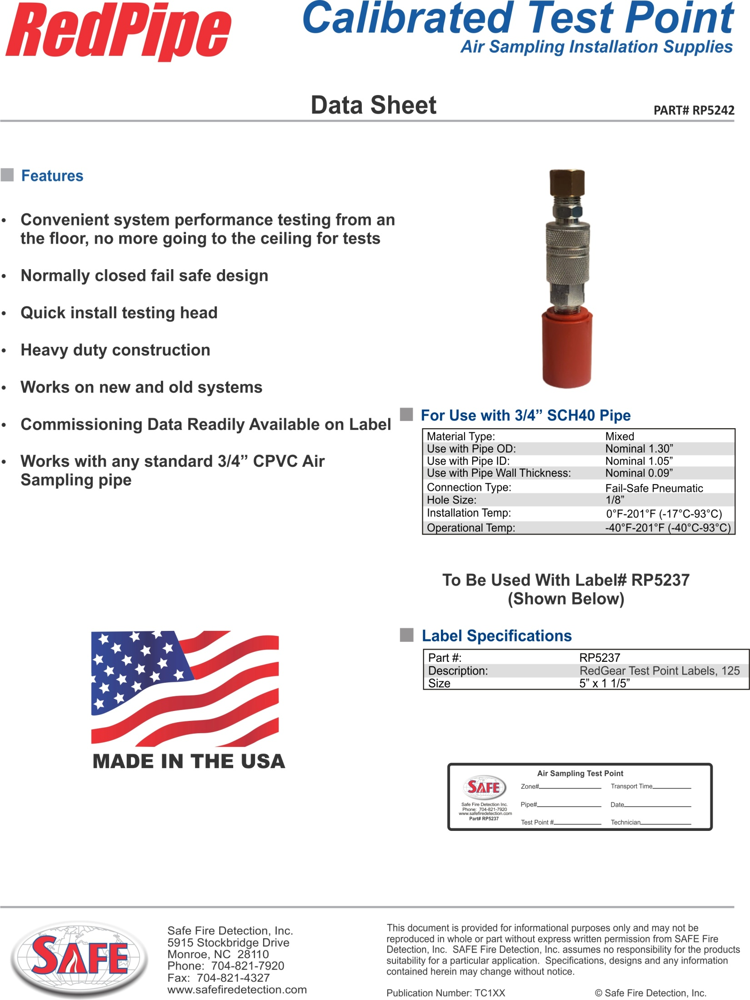 RedPipe
Calibrated Test Point
Air Sampling Installation Supplies
Data Sheet
PART# RP5242
Features
• Convenient system performance testing from an
the floor, no more going to the ceiling for tests
• Normally closed fail safe design
• Quick install testing head
• Heavy duty construction
• Works on new and old systems
• Commissioning Data Readily Available on Label
• Works with any standard 3/4” CPVC Air
Sampling pipe
For Use with 3/4” SCH40 Pipe
Material Type: Mixed
Use with Pipe OD: Nominal 1.30”
Use with Pipe ID: Nominal 1.05”
Use with Pipe Wall Thickness: Nominal 0.09”
Connection Type: Fail-Safe Pneumatic
Hole Size: 1/8”
Installation Temp: 0°F-201°F (-17°C-93°C)
Operational Temp: -40°F-201°F (-40°C-93°C)
To Be Used With Label# RP5237
(Shown Below)
Label Specifications
Part #: RP5237
Description: RedGear Test Point Labels, 125
Size 5” x 1 1/5”
MADE IN THE USA
Air Sampling Test Point
SAFE
Safe Fire Detection Inc.
Phone: 704-821-7920
www.safefiredetection.com
Part# RP5237
Zone# Transport Time
Pipe# Date
Test Point # Technician
SAFE
Safe Fire Detection, Inc.
5915 Stockbridge Drive
Monroe, NC 28110
Phone: 704-821-7920
Fax: 704-821-4327
www.safefiredetection.com
This document is provided for informational purposes only and may not be
reproduced in whole or part without express written permission from SAFE Fire
Detection, Inc. SAFE Fire Detection, Inc. assumes no responsibility for the products
suitability for a particular application. Specifications, designs and any information
contained herein may change without notice.
Publication Number: TC1XX © Safe Fire Detection, Inc.